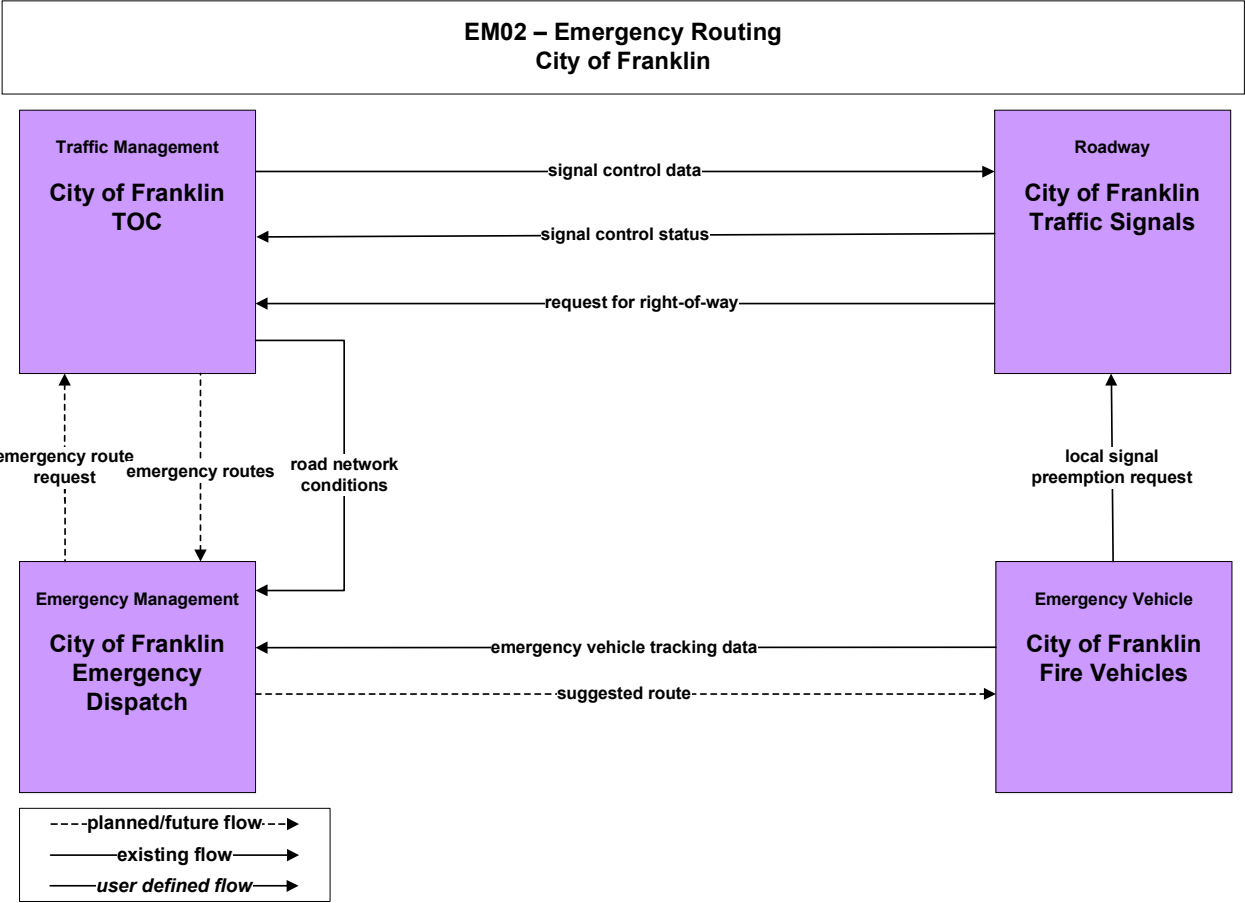 EM02 – Emergency Routing
City of Franklin
Traffic Management
City of Franklin
TOC
Roadway
City of Franklin
Traffic Signals
signal control data
signal control status
request for right-of-way
emergency route
request
emergency routes
road network
conditions
local signal
preemption request
Emergency Management
City of Franklin
Emergency
Dispatch
Emergency Vehicle
City of Franklin
Fire Vehicles
emergency vehicle tracking data
suggested route
planned/future flow
existing flow
user defined flow